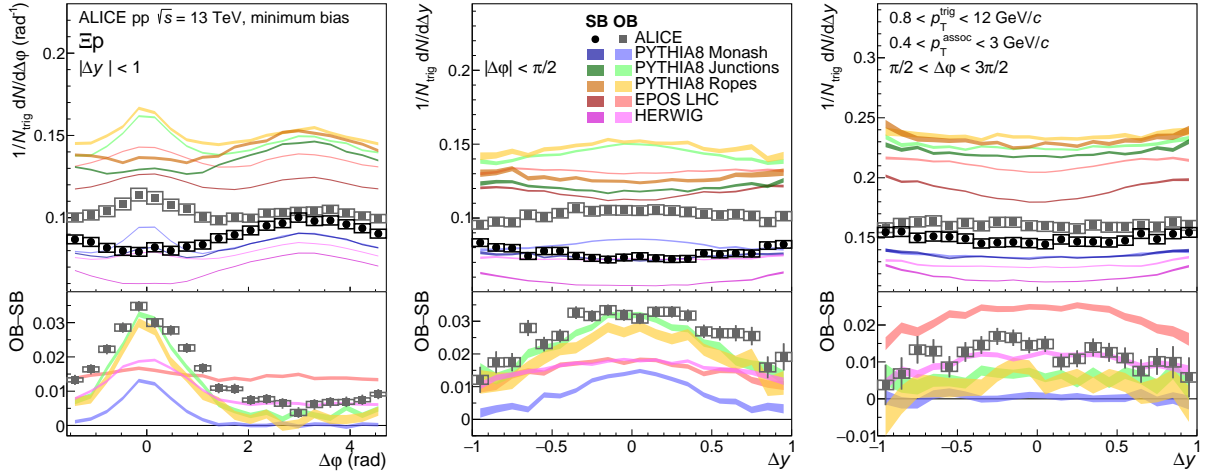 ALICE pp √s = 13 TeV, minimum bias
Ξp
|Δy| < 1
1/N_trig dN/dΔφ (rad⁻¹)
0.15
0.1
OB–SB
0.03
0.02
0.01
0
0 2 4
Δφ (rad)
1/N_trig dN/dΔy
|Δφ| < π/2
SB OB
ALICE
PYTHIA8 Monash
PYTHIA8 Junctions
PYTHIA8 Ropes
EPOS LHC
HERWIG
0.2
0.15
0.1
OB–SB
0.03
0.02
0.01
0
−1 −0.5 0 0.5 1
Δy
1/N_trig dN/dΔy
0.8 < p_T^trig < 12 GeV/c
0.4 < p_T^assoc < 3 GeV/c
π/2 < Δφ < 3π/2
0.3
0.25
0.2
0.15
OB–SB
0.02
0.01
0
−0.01
−1 −0.5 0 0.5 1
Δy